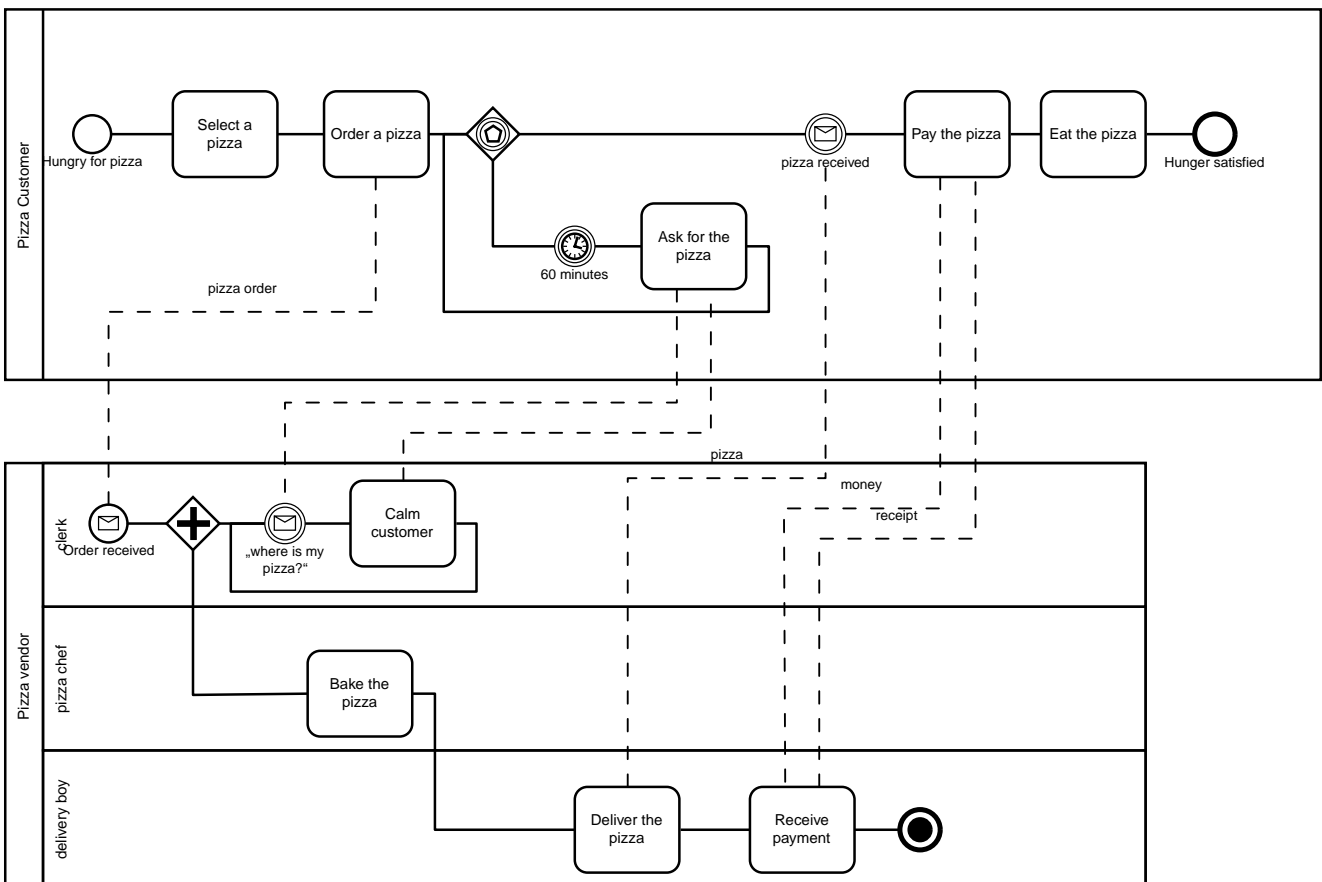 Pizza Customer
Hungry for pizza
Select a
pizza
Order a pizza
pizza received
Pay the pizza
Eat the pizza
Hunger satisfied
60 minutes
Ask for the
pizza
pizza order
pizza
money
receipt
Pizza vendor
clerk
Order received
„where is my
pizza?“
Calm
customer
pizza chef
Bake the
pizza
delivery boy
Deliver the
pizza
Receive
payment